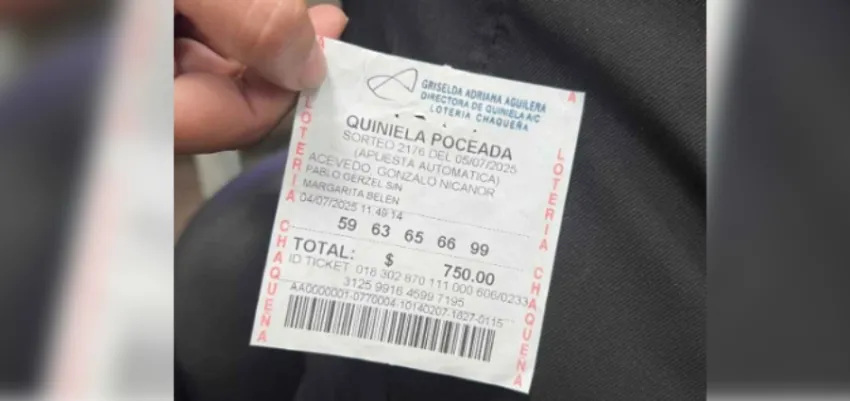 GRISELDA ADRIANA AGUILERA
DIRECTORA DE QUINIELA A/C
LOTERIA CHAQUEÑA
QUINIELA POCEADA
SORTEO 2176 DEL 05/07/2025
(APUESTA AUTOMATICA)
ACEVEDO, GONZALO NICANOR
PABLO GERZEL S/N
MARGARITA BELEN
04/07/2025 11:49:14
59 63 65 66 99
TOTAL: $ 750.00
ID TICKET 016 302 870 111 000 606/0233
3125 9916 4599 7195
AA0000001-0770004-10140207-1827-0115
LOTERIA CHAQUEÑA
LOTERIA CHAQUEÑA
A